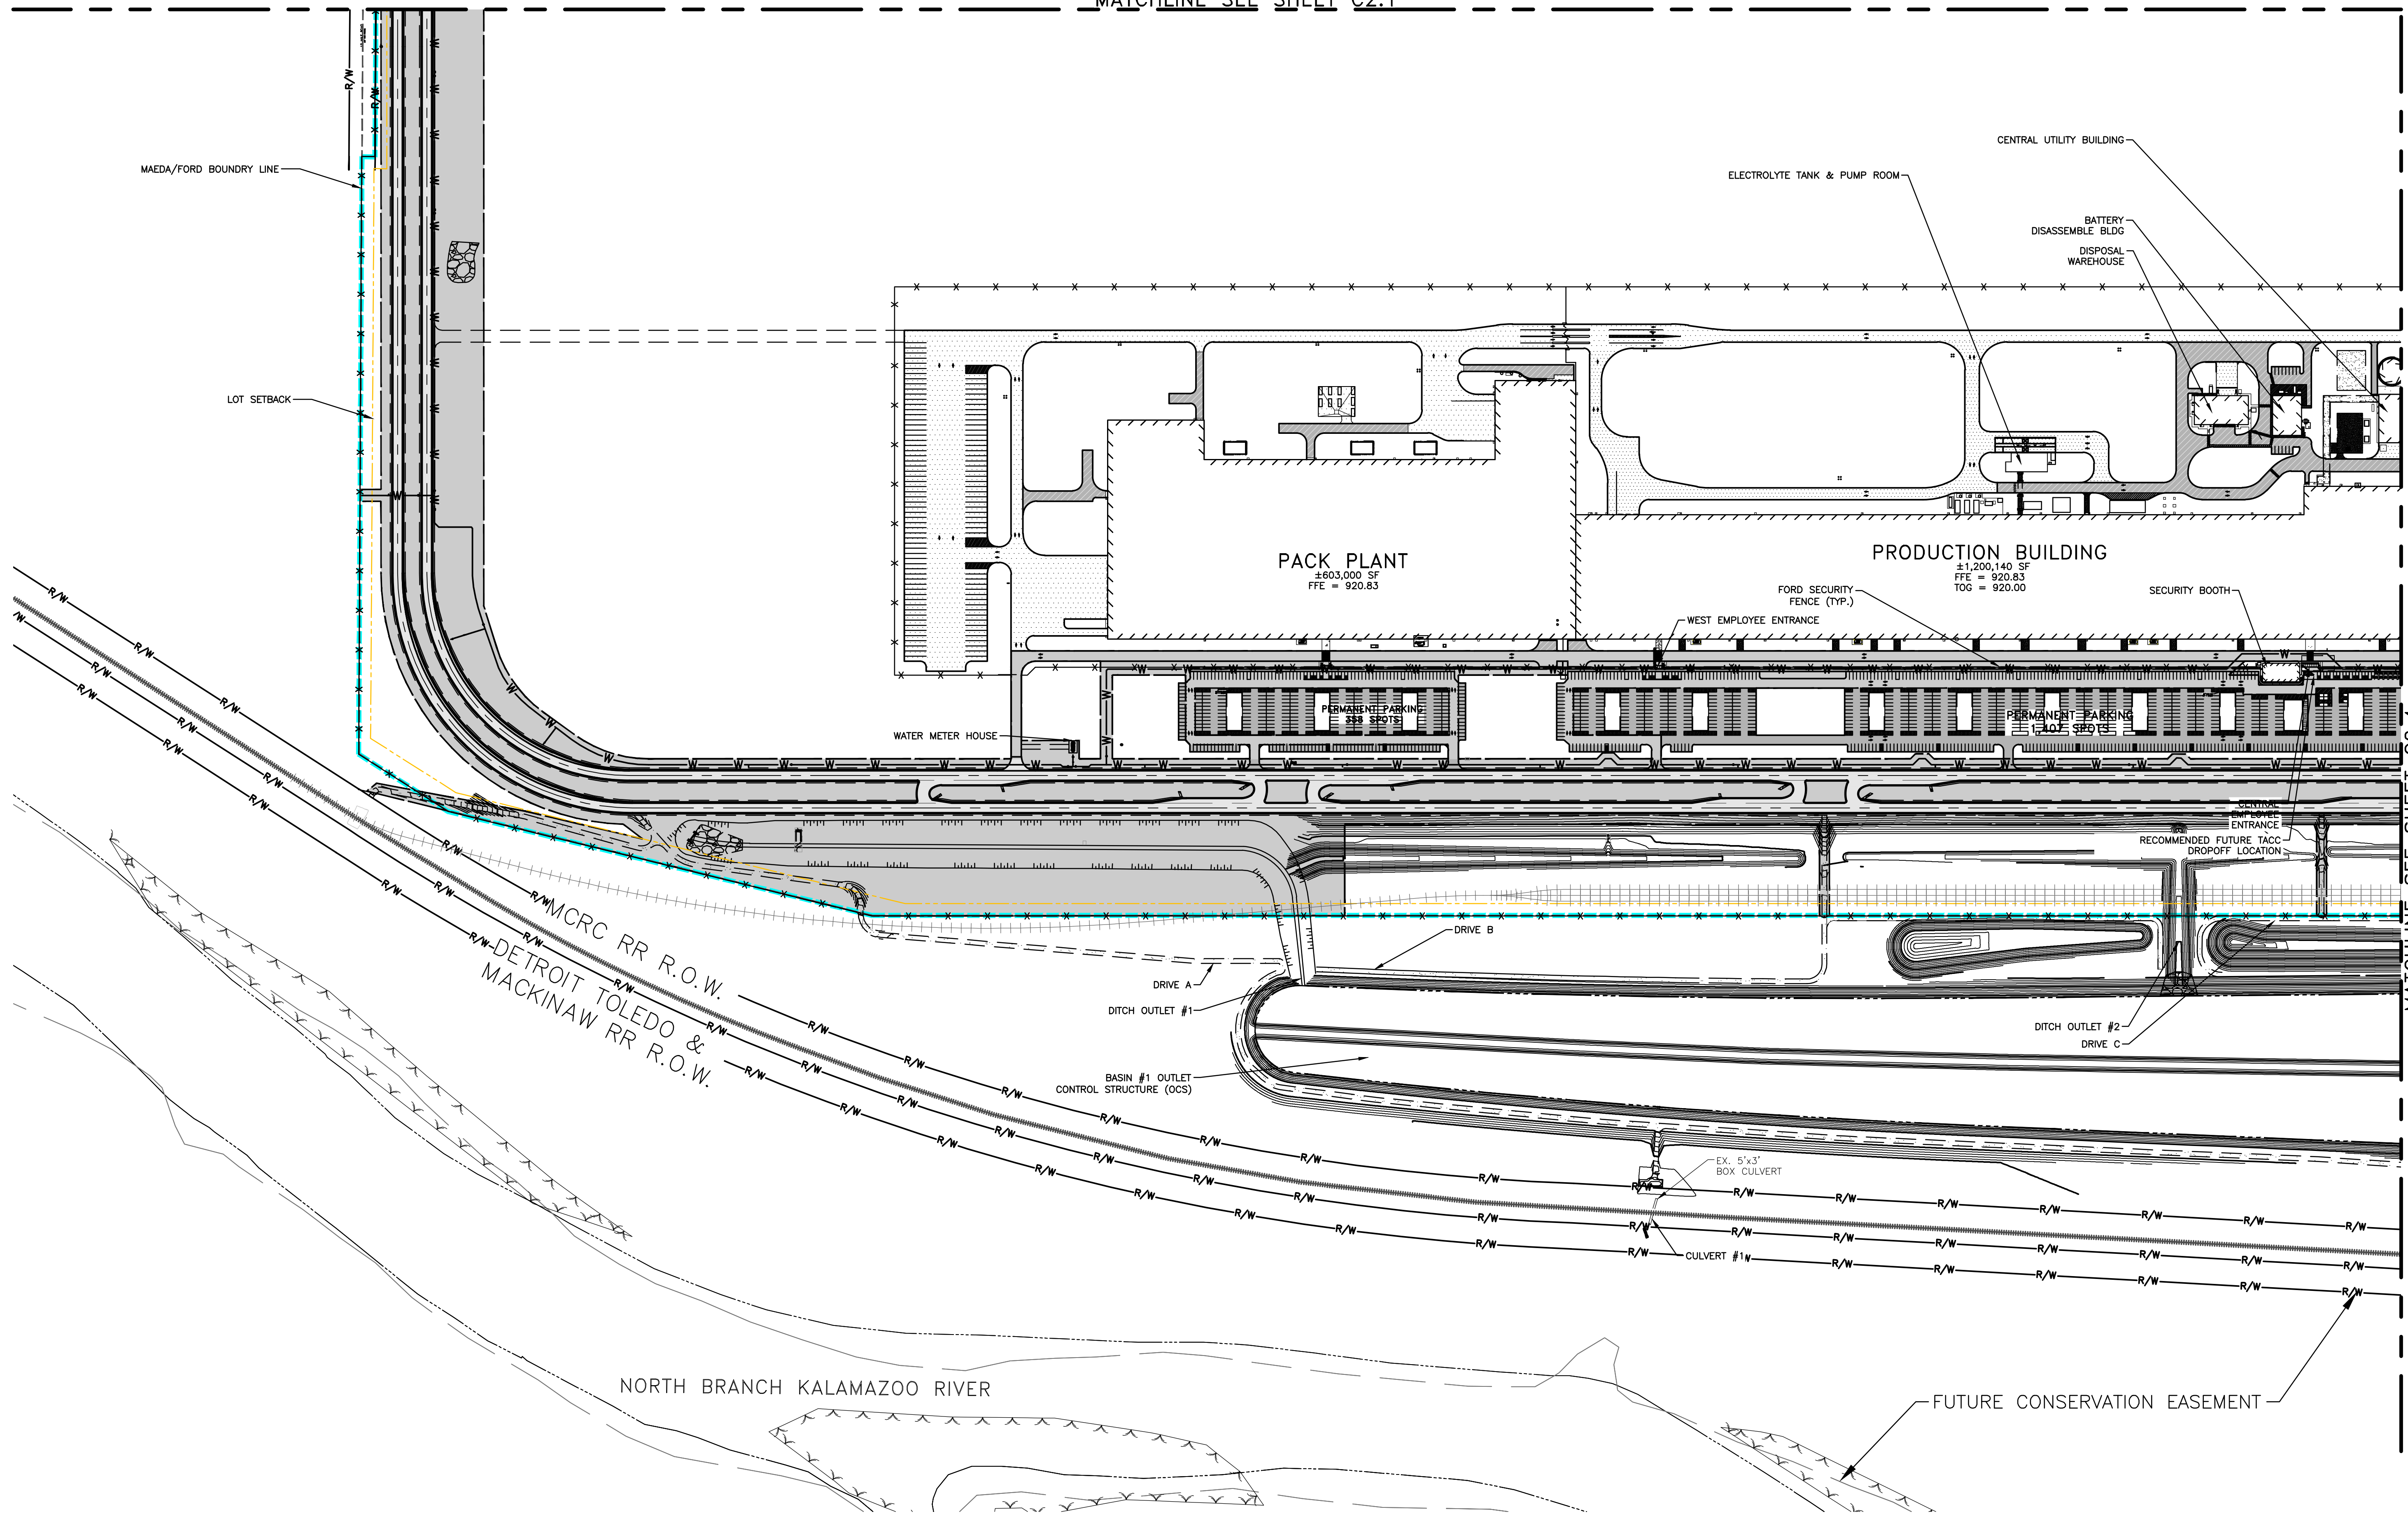 MATCHLINE SEE SHEET C2.1
R/W
R/W
MAEDA/FORD BOUNDRY LINE
CENTRAL UTILITY BUILDING
ELECTROLYTE TANK & PUMP ROOM
BATTERY
DISASSEMBLE BLDG
DISPOSAL
WAREHOUSE
LOT SETBACK
PACK PLANT
±603,000 SF
FFE = 920.83
PRODUCTION BUILDING
±1,200,140 SF
FFE = 920.83
TOG = 920.00
FORD SECURITY
FENCE (TYP.)
SECURITY BOOTH
WEST EMPLOYEE ENTRANCE
PERMANENT PARKING
358 SPOTS
PERMANENT PARKING
1,407 SPOTS
WATER METER HOUSE
CENTRAL
EMPLOYEE
ENTRANCE
RECOMMENDED FUTURE TACC
DROPOFF LOCATION
MCRC RR R.O.W.
DETROIT TOLEDO &
MACKINAW RR R.O.W.
DRIVE B
DRIVE A
DITCH OUTLET #1
DITCH OUTLET #2
DRIVE C
BASIN #1 OUTLET
CONTROL STRUCTURE (OCS)
EX. 5'x3'
BOX CULVERT
CULVERT #1
NORTH BRANCH KALAMAZOO RIVER
FUTURE CONSERVATION EASEMENT